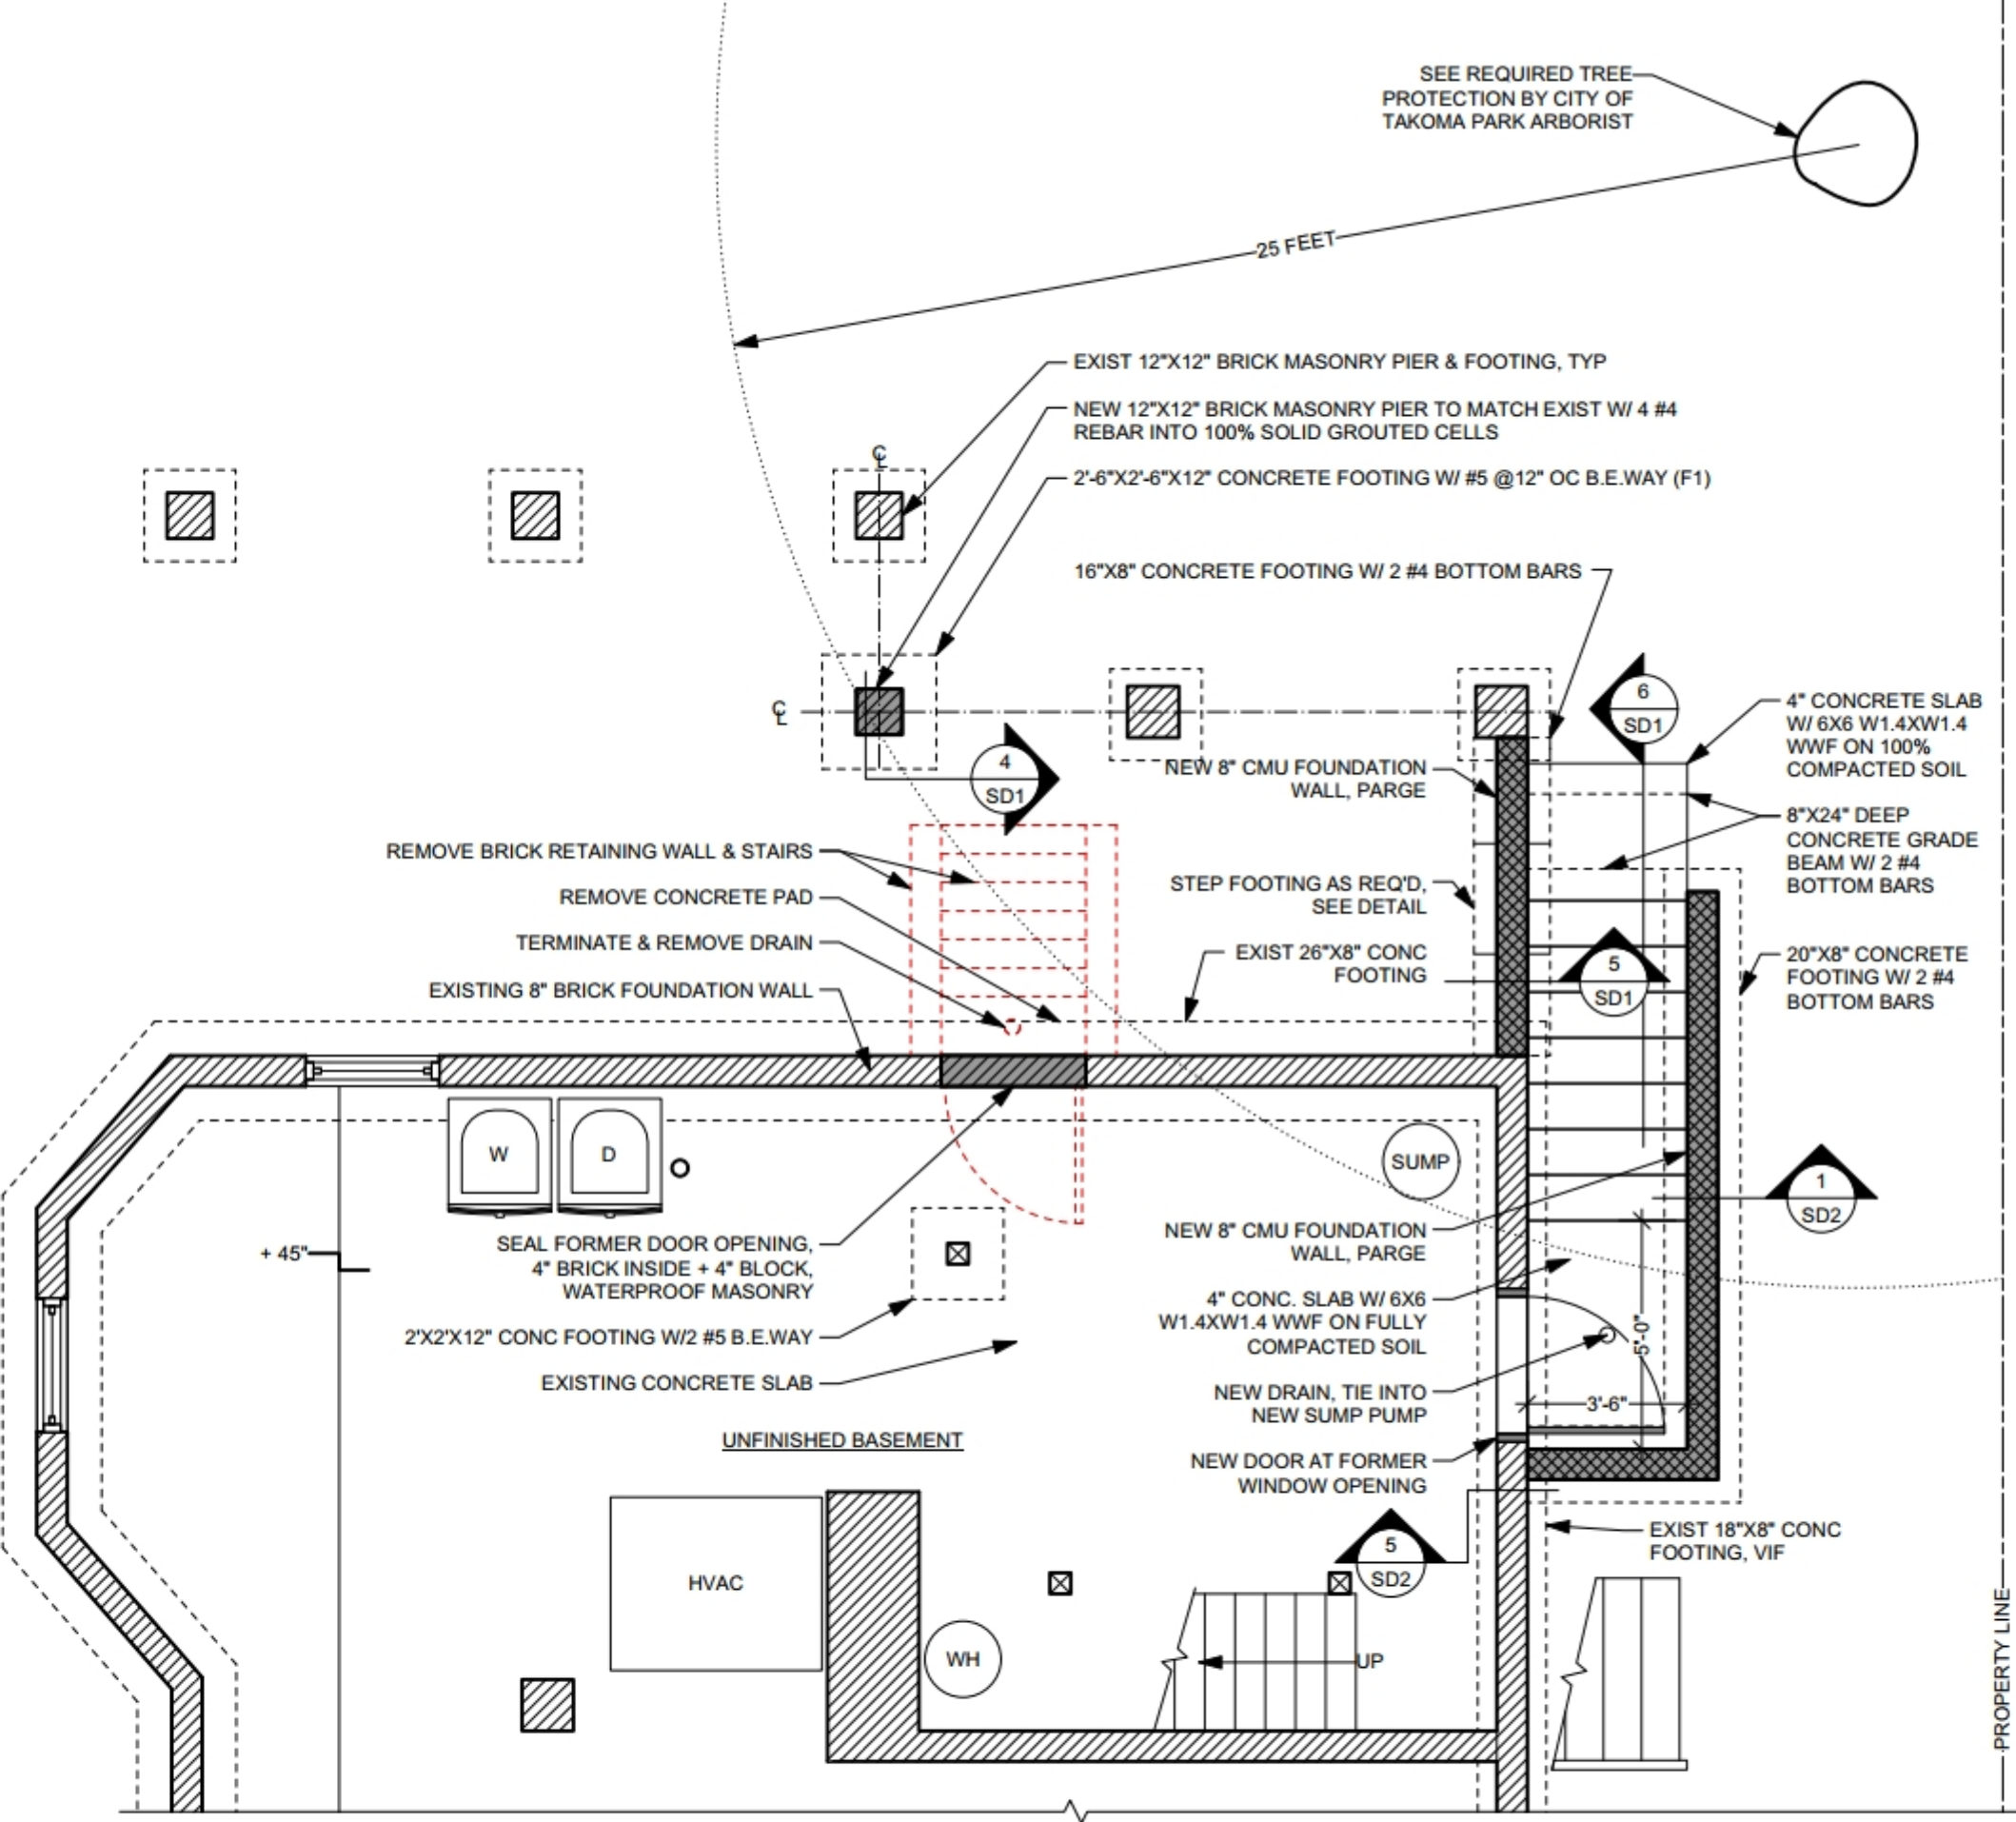 SEE REQUIRED TREE
PROTECTION BY CITY OF
TAKOMA PARK ARBORIST
25 FEET
EXIST 12"X12" BRICK MASONRY PIER & FOOTING, TYP
NEW 12"X12" BRICK MASONRY PIER TO MATCH EXIST W/ 4 #4
REBAR INTO 100% SOLID GROUTED CELLS
℄
2'-6"X2'-6"X12" CONCRETE FOOTING W/ #5 @12" OC B.E.WAY (F1)
16"X8" CONCRETE FOOTING W/ 2 #4 BOTTOM BARS
℄
6
SD1
4" CONCRETE SLAB
W/ 6X6 W1.4XW1.4
WWF ON 100%
COMPACTED SOIL
4
SD1
NEW 8" CMU FOUNDATION
WALL, PARGE
8"X24" DEEP
CONCRETE GRADE
BEAM W/ 2 #4
BOTTOM BARS
REMOVE BRICK RETAINING WALL & STAIRS
REMOVE CONCRETE PAD
TERMINATE & REMOVE DRAIN
EXISTING 8" BRICK FOUNDATION WALL
STEP FOOTING AS REQ'D,
SEE DETAIL
EXIST 26"X8" CONC
FOOTING
5
SD1
20"X8" CONCRETE
FOOTING W/ 2 #4
BOTTOM BARS
W
D
SUMP
1
SD2
+ 45"
SEAL FORMER DOOR OPENING,
4" BRICK INSIDE + 4" BLOCK,
WATERPROOF MASONRY
2'X2'X12" CONC FOOTING W/2 #5 B.E.WAY
EXISTING CONCRETE SLAB
NEW 8" CMU FOUNDATION
WALL, PARGE
4" CONC. SLAB W/ 6X6
W1.4XW1.4 WWF ON FULLY
COMPACTED SOIL
5'-0"
3'-6"
NEW DRAIN, TIE INTO
NEW SUMP PUMP
UNFINISHED BASEMENT
NEW DOOR AT FORMER
WINDOW OPENING
5
SD2
EXIST 18"X8" CONC
FOOTING, VIF
HVAC
WH
UP
PROPERTY LINE